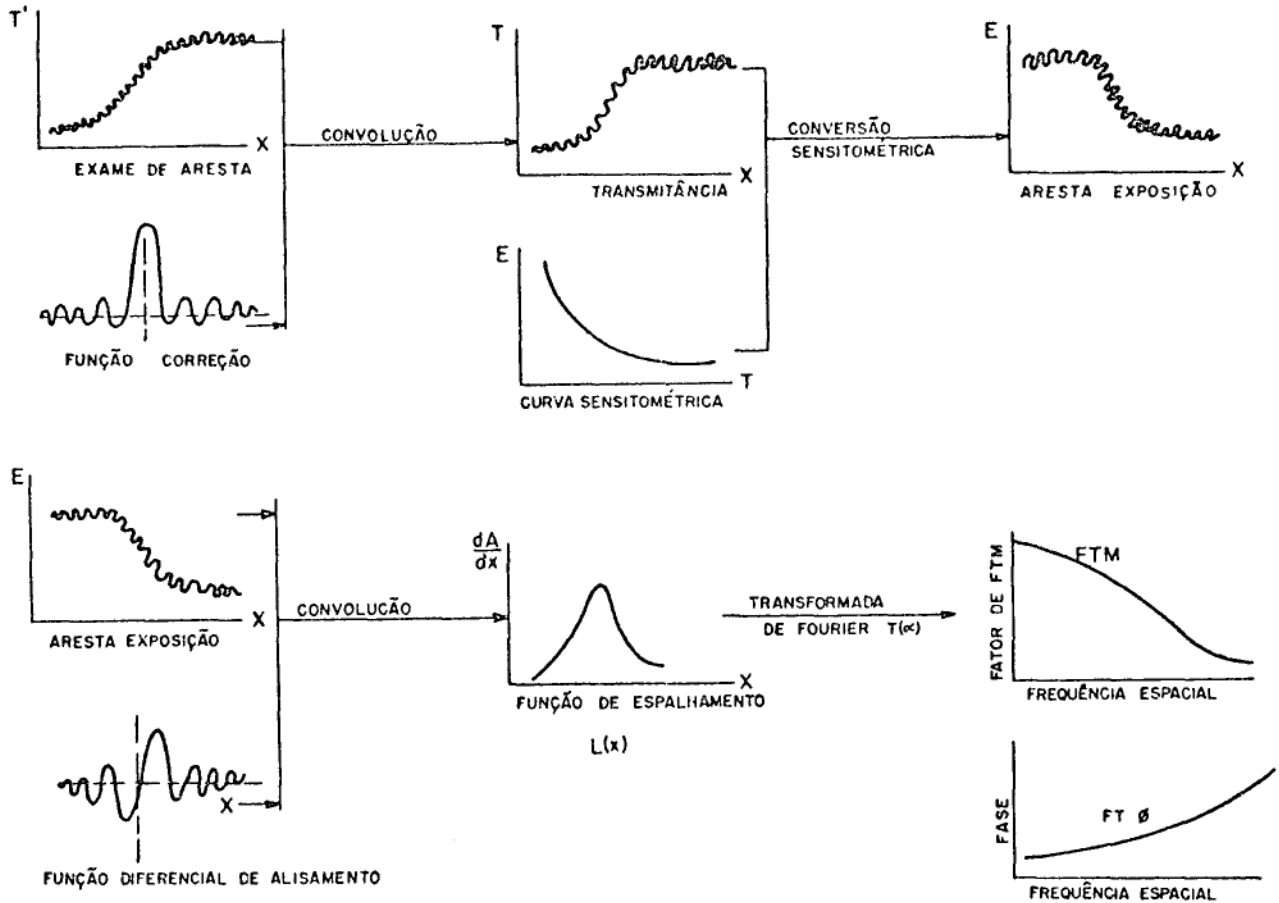 T'
X
EXAME DE ARESTA
FUNÇÃO CORREÇÃO
CONVOLUÇÃO
T
X
TRANSMITÂNCIA
E
T
CURVA SENSITOMÉTRICA
CONVERSÃO
SENSITOMÉTRICA
E
X
ARESTA EXPOSIÇÃO
E
X
ARESTA EXPOSIÇÃO
X
FUNÇÃO DIFERENCIAL DE ALISAMENTO
CONVOLUCÃO
dA
dx
X
FUNÇÃO DE ESPALHAMENTO
L(x)
TRANSFORMADA
DE FOURIER T(∝)
FATOR DE FTM
FTM
FREQUÊNCIA ESPACIAL
FASE
FT Ø
FREQUÊNCIA ESPACIAL